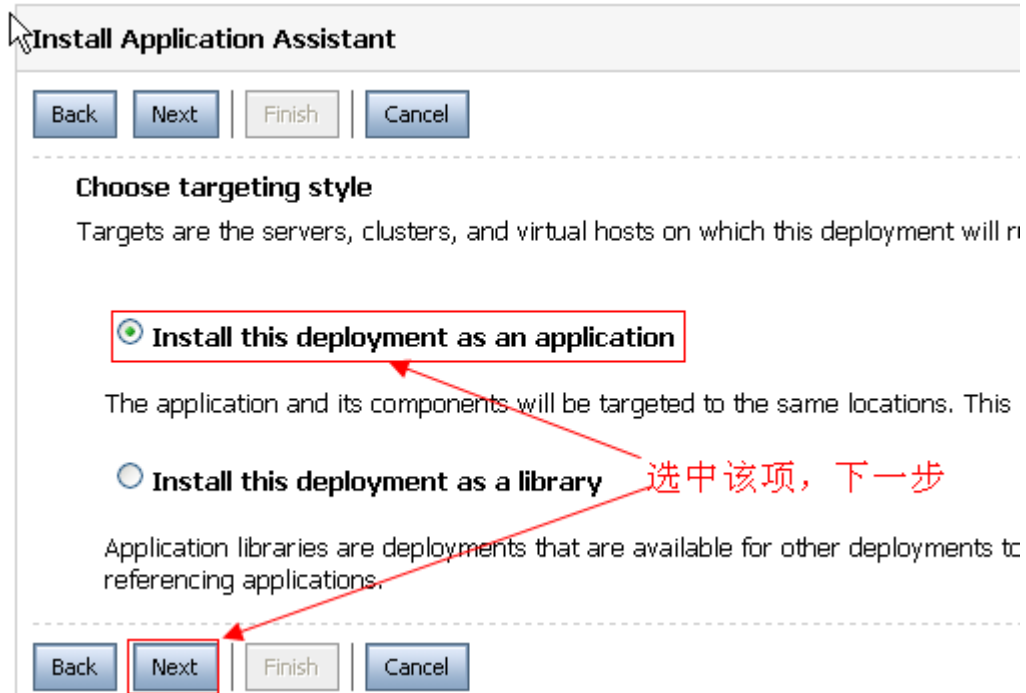 Install Application Assistant
Back Next Finish Cancel
Choose targeting style
Targets are the servers, clusters, and virtual hosts on which this deployment will
Install this deployment as an application
The application and its components will be targeted to the same locations. This
选中该项，下一步
Install this deployment as a library
Application libraries are deployments that are available for other deployments to
referencing applications.
Back Next Finish Cancel